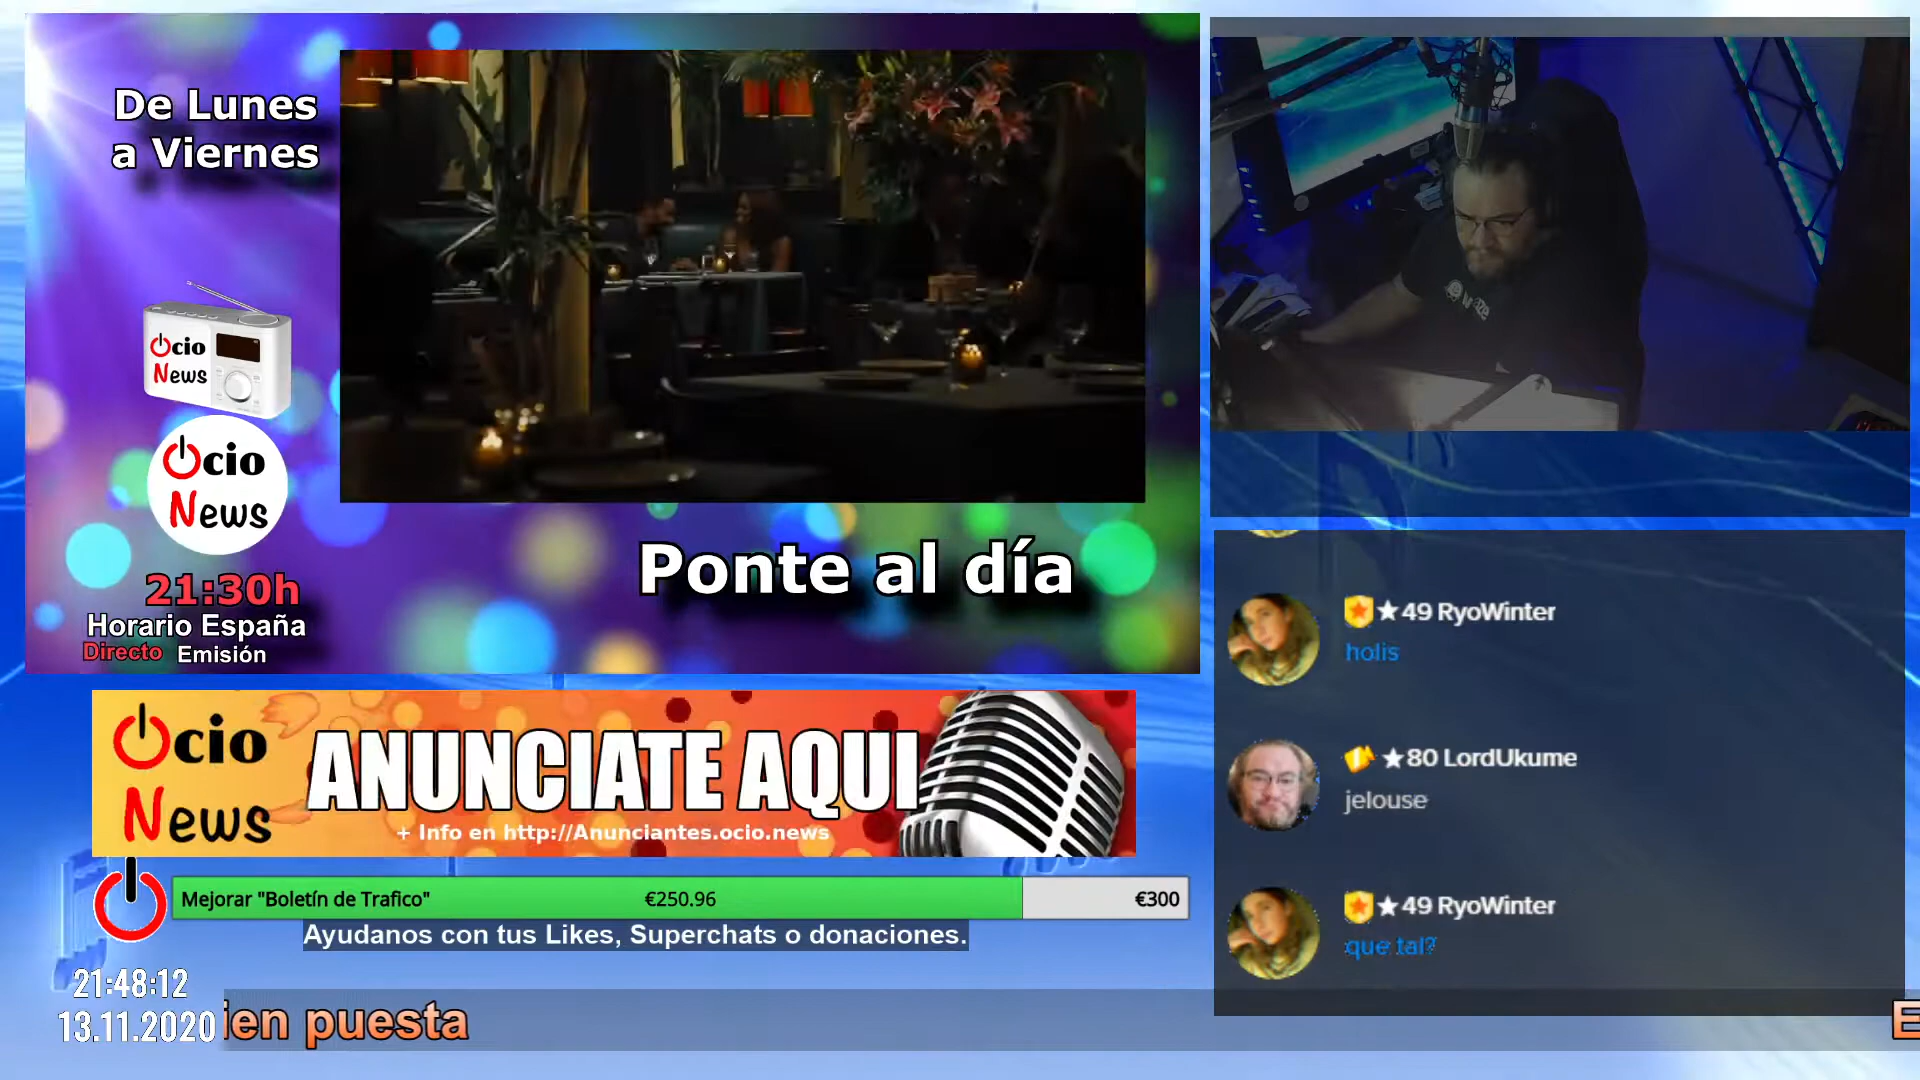 De Lunes
a Viernes
Ocio
News
Ocio
News
21:30h
Horario España
Directo Emisión
Ponte al día
Ocio
News
ANUNCIATE AQUI
+ Info en http://Anunciantes.ocio.news
Mejorar "Boletín de Trafico" €250.96 €300
Ayudanos con tus Likes, Superchats o donaciones.
21:48:12
13.11.2020
ien puesta
E
★49 RyoWinter
holis
★80 LordUkume
jelouse
★49 RyoWinter
que tal?